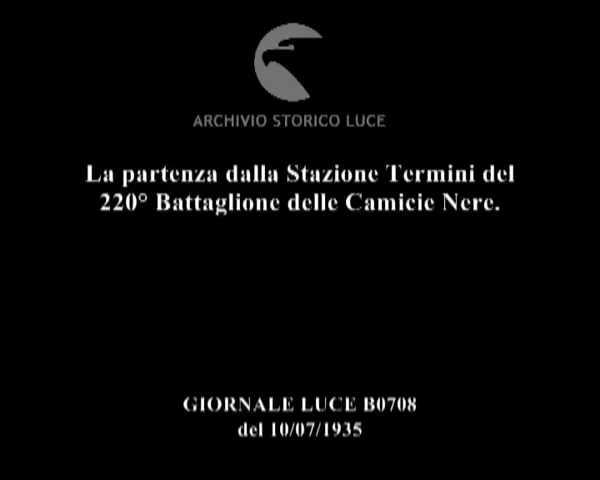 ARCHIVIO STORICO LUCE
La partenza dalla Stazione Termini del
220° Battaglione delle Camicie Nere.
GIORNALE LUCE B0708
del 10/07/1935